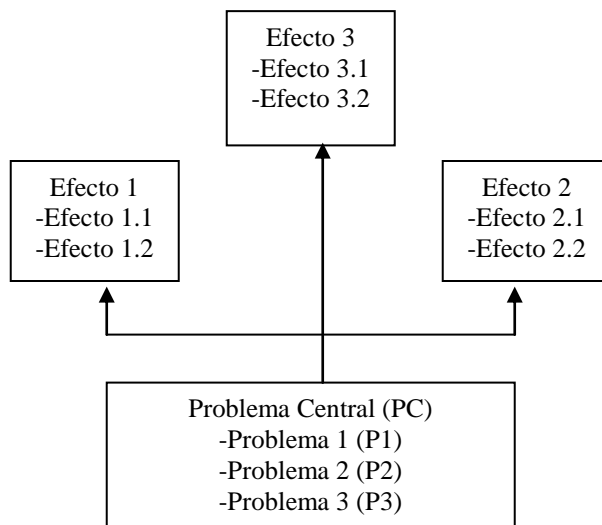 Efecto 3
-Efecto 3.1
-Efecto 3.2
Efecto 1
-Efecto 1.1
-Efecto 1.2
Efecto 2
-Efecto 2.1
-Efecto 2.2
Problema Central (PC)
-Problema 1 (P1)
-Problema 2 (P2)
-Problema 3 (P3)